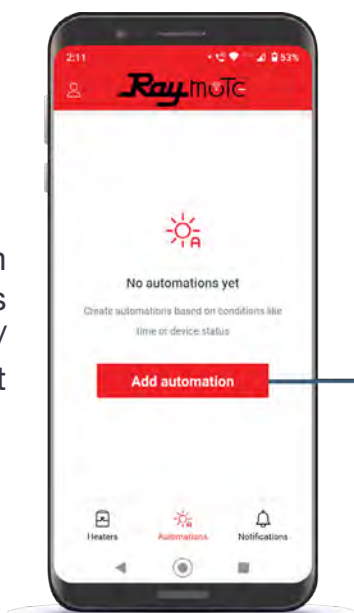 2:11
53%
Raymote
No automations yet
Create automations based on conditions like
time or device status
Add automation
Heaters
Automations
Notifications